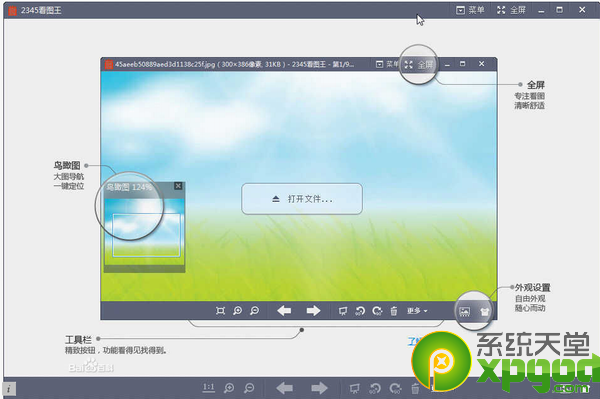 2345看图王
菜单
全屏
45aeeb50889aed3d1138c25f.jpg (300×386像素, 31KB) - 2345看图王 - 第1/9...
菜单
全屏
全屏
专注看图
清晰舒适
鸟瞰图
大图导航
一键定位
鸟瞰图 124%
打开文件...
外观设置
自由外观
随心而动
更多
工具栏
精致按钮，功能看得见找得到。
Bai百科
1:1
系统天堂
xpgod